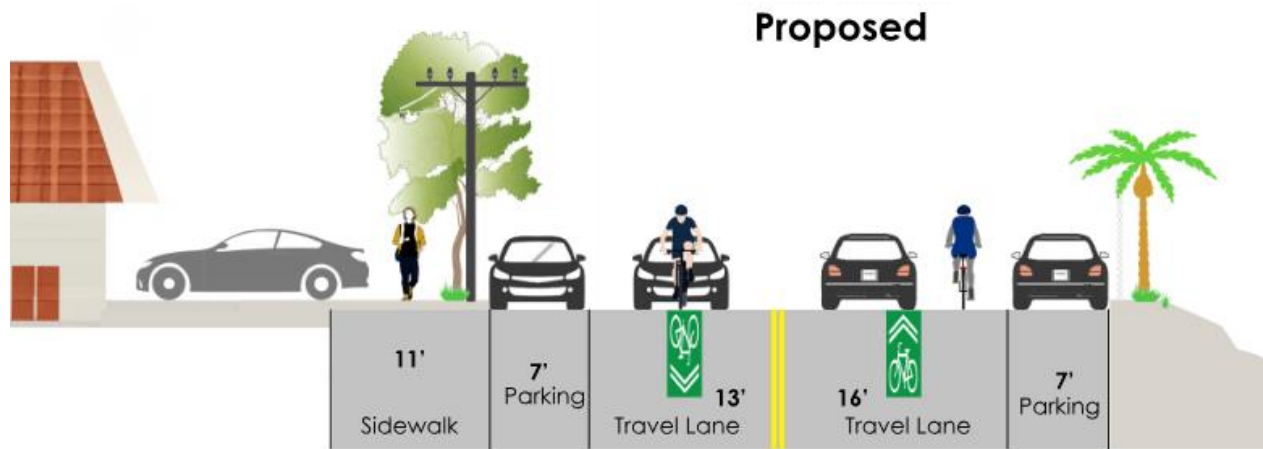 Proposed
11'
Sidewalk
7'
Parking
13'
Travel Lane
16'
Travel Lane
7'
Parking